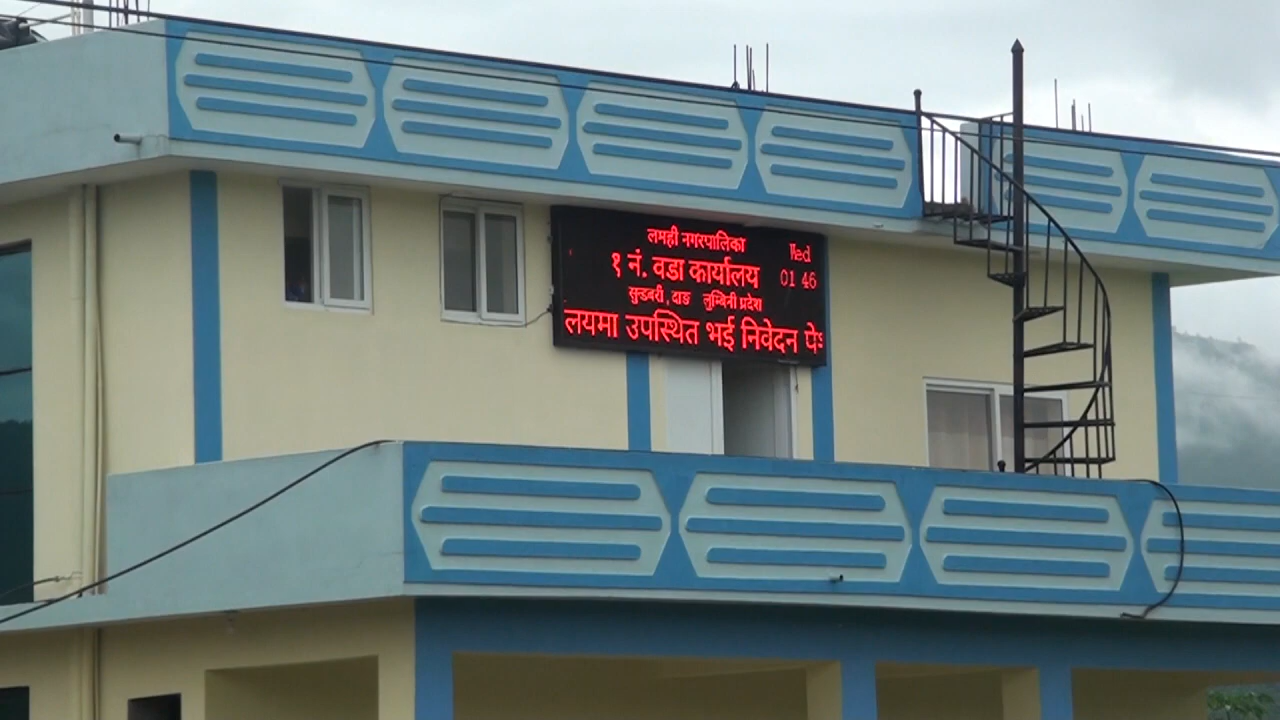 लमही नगरपालिका
१ नं. वडा कार्यालय
सुन्डबरी, दाङ लुम्बिनी प्रदेश
लयमा उपस्थित भई निवेदन
Wed
01 46